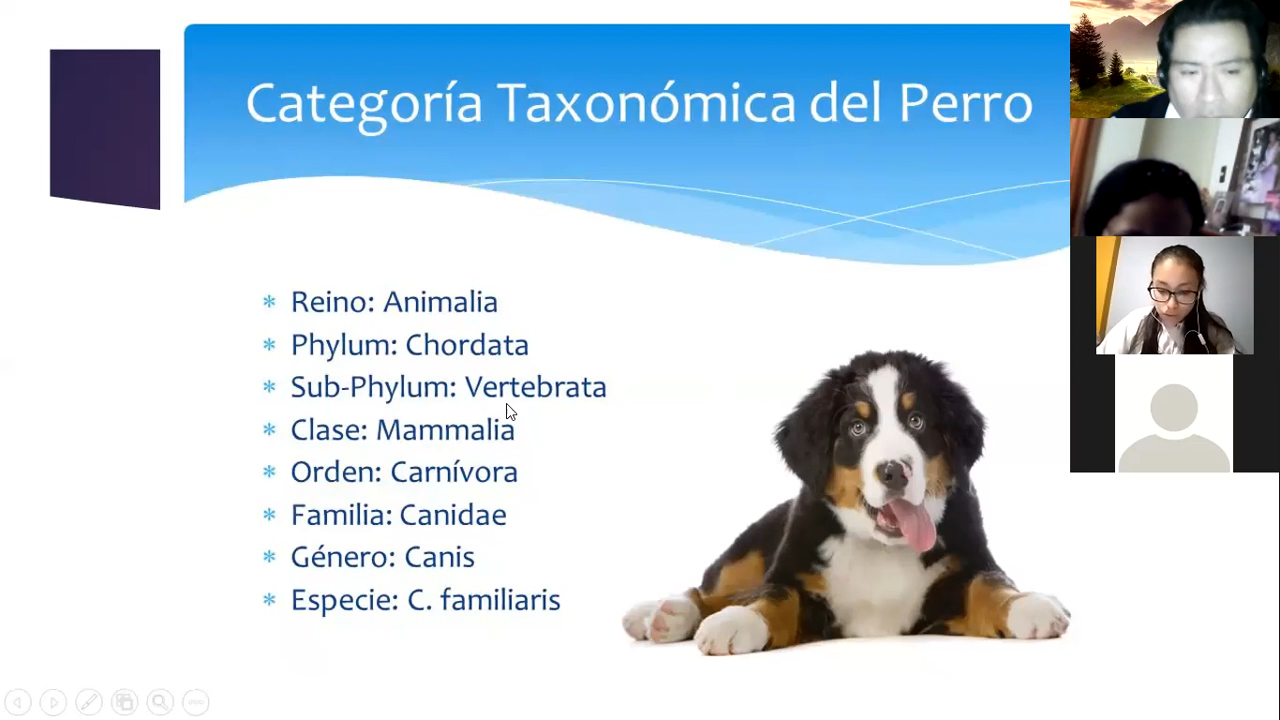 Categoría Taxonómica del Perro
* Reino: Animalia
* Phylum: Chordata
* Sub-Phylum: Vertebrata
* Clase: Mammalia
* Orden: Carnívora
* Familia: Canidae
* Género: Canis
* Especie: C. familiaris